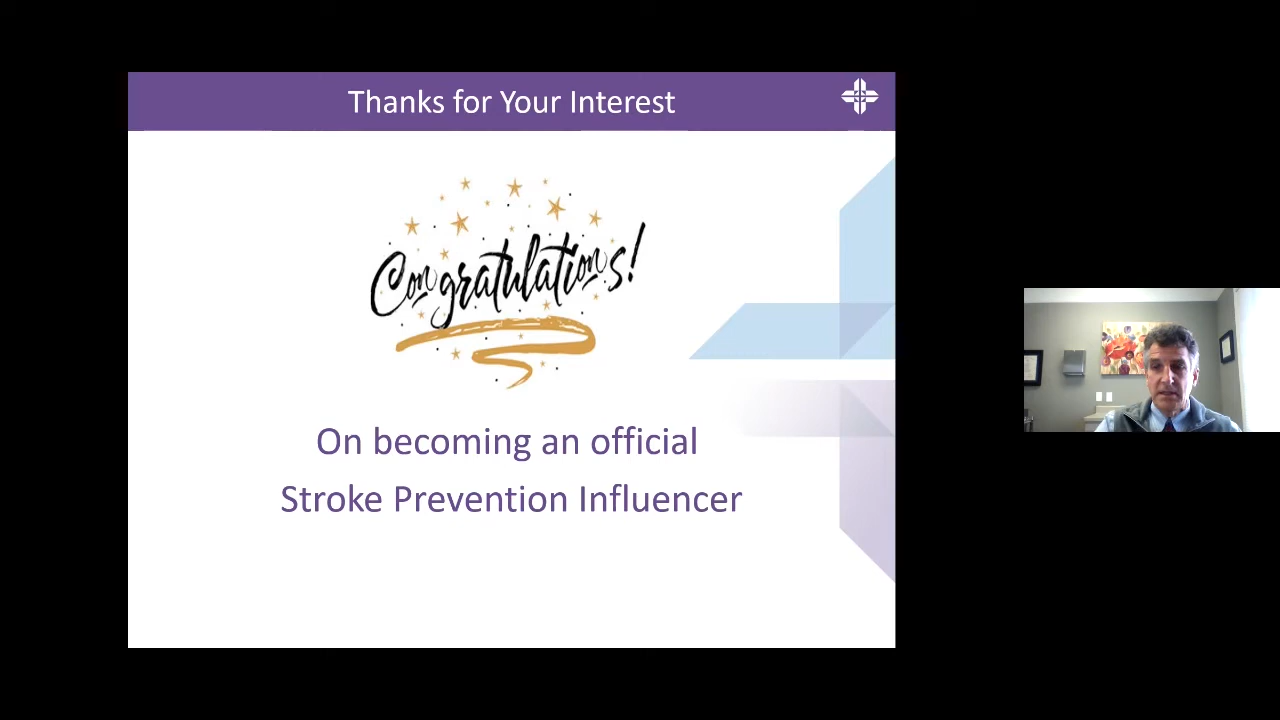 Thanks for Your Interest
Congratulations!
On becoming an official
Stroke Prevention Influencer